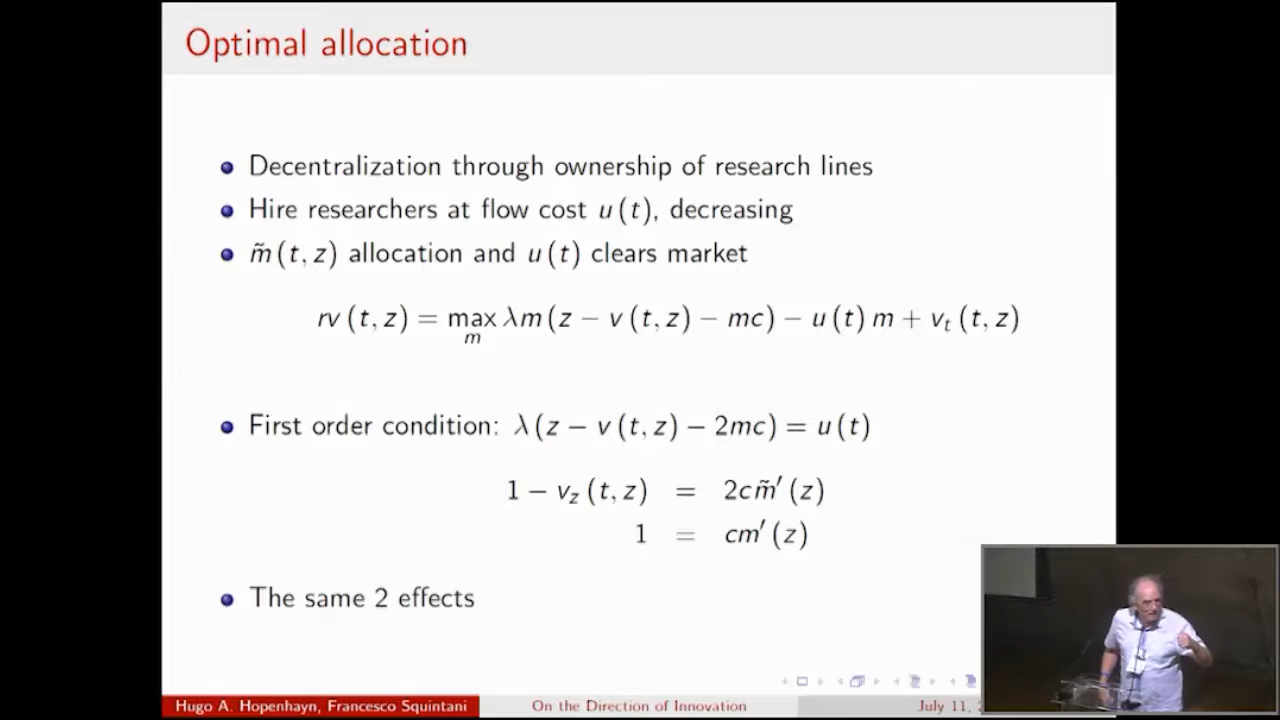 Optimal allocation
Decentralization through ownership of research lines
Hire researchers at flow cost u(t), decreasing
m̃(t, z) allocation and u(t) clears market
rv(t, z) = max λm(z − v(t, z) − mc) − u(t)m + vₜ(t, z)
m
First order condition: λ(z − v(t, z) − 2mc) = u(t)
1 − v_z(t, z) = 2cm̃′(z)
1 = cm′(z)
The same 2 effects
Hugo A. Hopenhayn, Francesco Squintani On the Direction of Innovation July 11,